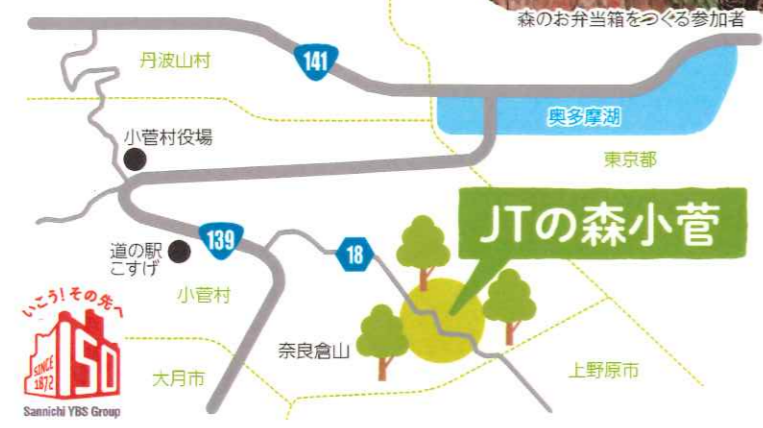 森のお弁当箱をつくる参加者
丹波山村
141
奥多摩湖
小菅村役場
東京都
JTの森小菅
139
18
道の駅
こすげ
小菅村
奈良倉山
大月市
上野原市
いこう!その先へ
SINCE
1872
150
Sannichi YBS Group